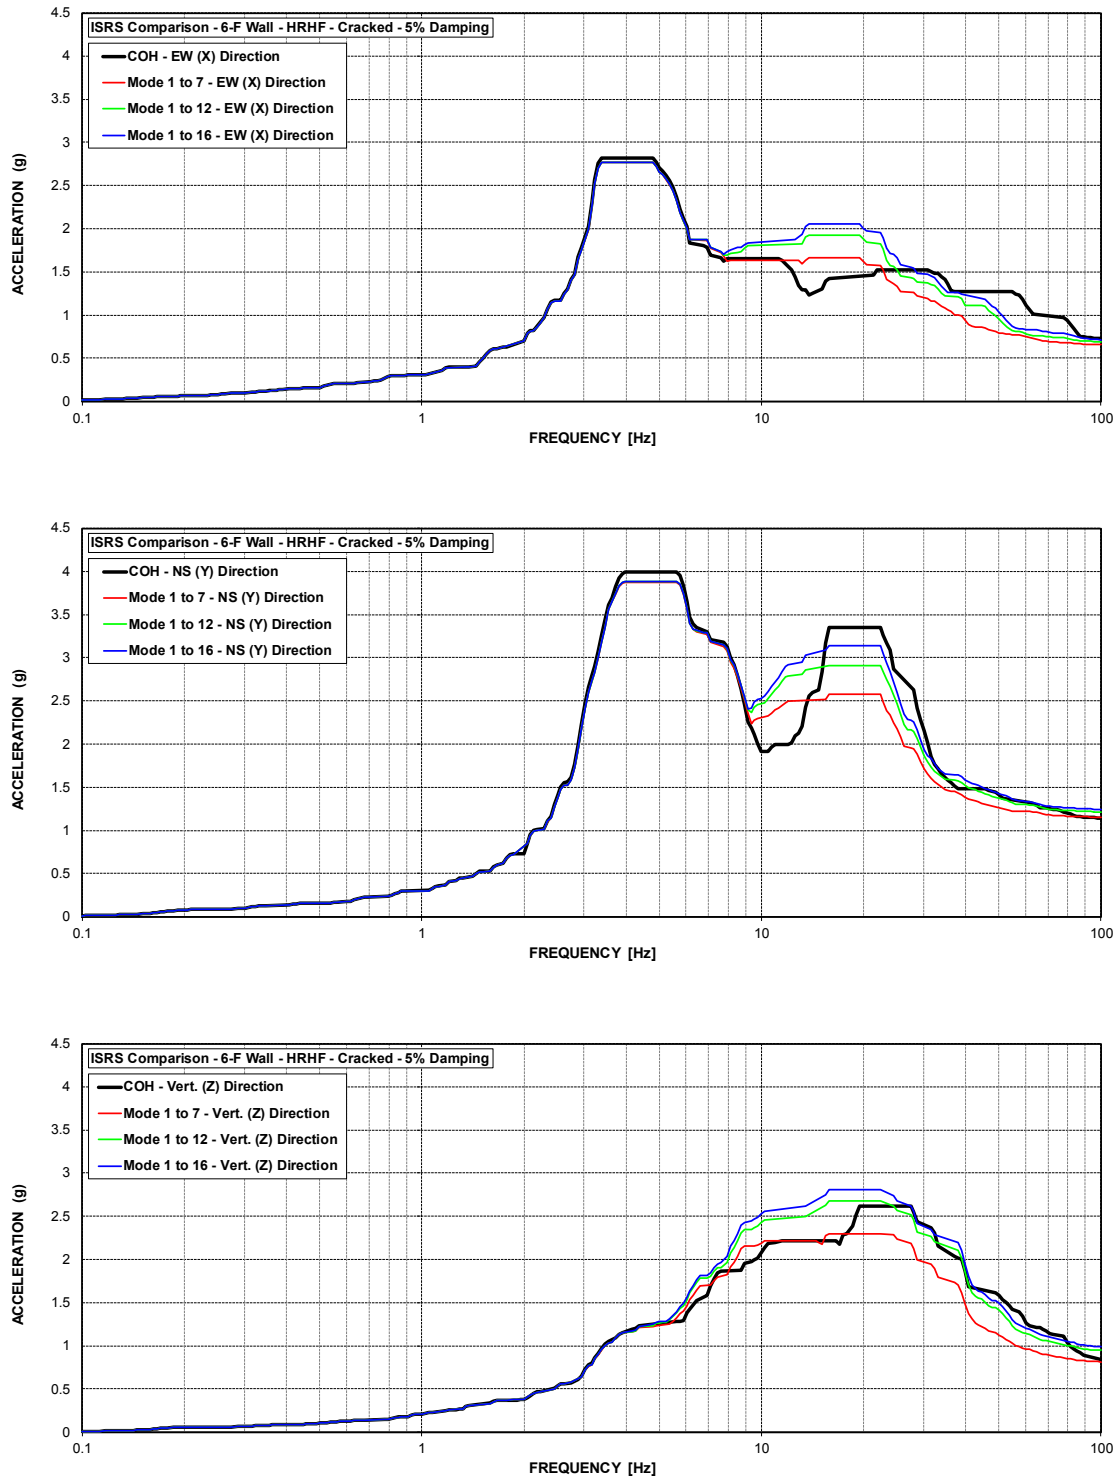 ISRS Comparison - 6-F Wall - HRHF - Cracked - 5% Damping
COH - EW (X) Direction
Mode 1 to 7 - EW (X) Direction
Mode 1 to 12 - EW (X) Direction
Mode 1 to 16 - EW (X) Direction
ACCELERATION (g)
4.5
4
3.5
3
2.5
2
1.5
1
0.5
0
0.1
1
10
100
FREQUENCY [Hz]
ISRS Comparison - 6-F Wall - HRHF - Cracked - 5% Damping
COH - NS (Y) Direction
Mode 1 to 7 - NS (Y) Direction
Mode 1 to 12 - NS (Y) Direction
Mode 1 to 16 - NS (Y) Direction
ACCELERATION (g)
4.5
4
3.5
3
2.5
2
1.5
1
0.5
0
0.1
1
10
100
FREQUENCY [Hz]
ISRS Comparison - 6-F Wall - HRHF - Cracked - 5% Damping
COH - Vert. (Z) Direction
Mode 1 to 7 - Vert. (Z) Direction
Mode 1 to 12 - Vert. (Z) Direction
Mode 1 to 16 - Vert. (Z) Direction
ACCELERATION (g)
4.5
4
3.5
3
2.5
2
1.5
1
0.5
0
0.1
1
10
100
FREQUENCY [Hz]